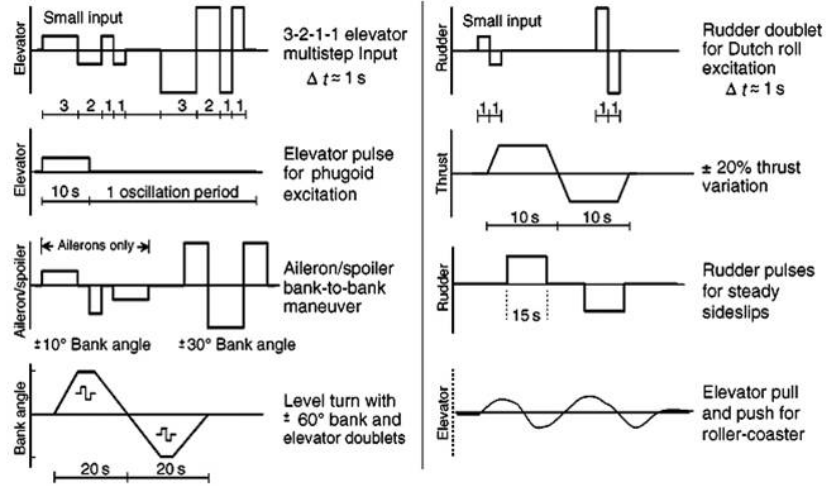 Elevator
Small input
3 2 1 1 3 2 1 1
3-2-1-1 elevator
multistep Input
Δ t ≈ 1 s
Elevator
10 s 1 oscillation period
Elevator pulse
for phugoid
excitation
Aileron/spoiler
Ailerons only
±10° Bank angle ±30° Bank angle
Aileron/spoiler
bank-to-bank
maneuver
Bank angle
20 s 20 s
Level turn with
± 60° bank and
elevator doublets
Rudder
Small input
1 1 1 1
Rudder doublet
for Dutch roll
excitation
Δ t ≈ 1 s
Thrust
10 s 10 s
± 20% thrust
variation
Rudder
15 s
Rudder pulses
for steady
sideslips
Elevator
Elevator pull
and push for
roller-coaster